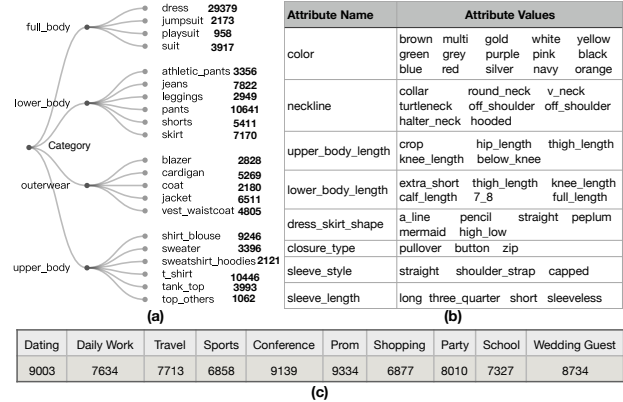 full_body
dress 29379
jumpsuit 2173
playsuit 958
suit 3917
lower_body
athletic_pants 3356
jeans 7822
leggings 2949
pants 10641
shorts 5411
skirt 7170
Category
outerwear
blazer 2828
cardigan 5269
coat 2180
jacket 6511
vest_waistcoat 4805
upper_body
shirt_blouse 9246
sweater 3396
sweatshirt_hoodies 2121
t_shirt 10446
tank_top 3993
top_others 1062
(a)
Attribute Name Attribute Values
color
brown multi gold white yellow
green grey purple pink black
blue red silver navy orange
neckline
collar round_neck v_neck
turtleneck off_shoulder off_shoulder
halter_neck hooded
upper_body_length
crop hip_length thigh_length
knee_length below_knee
lower_body_length
extra_short thigh_length knee_length
calf_length 7_8 full_length
dress_skirt_shape
a_line pencil straight peplum
mermaid high_low
closure_type pullover button zip
sleeve_style straight shoulder_strap capped
sleeve_length long three_quarter short sleeveless
(b)
Dating Daily Work Travel Sports Conference Prom Shopping Party School Wedding Guest
9003 7634 7713 6858 9139 9334 6877 8010 7327 8734
(c)